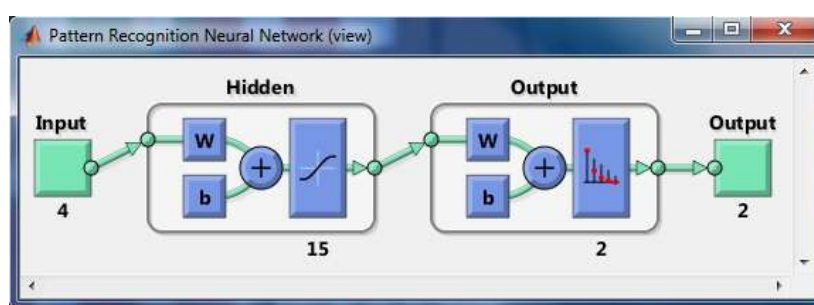 Pattern Recognition Neural Network (view)
Hidden
Output
Input
Output
W
W
b
b
4
15
2
2